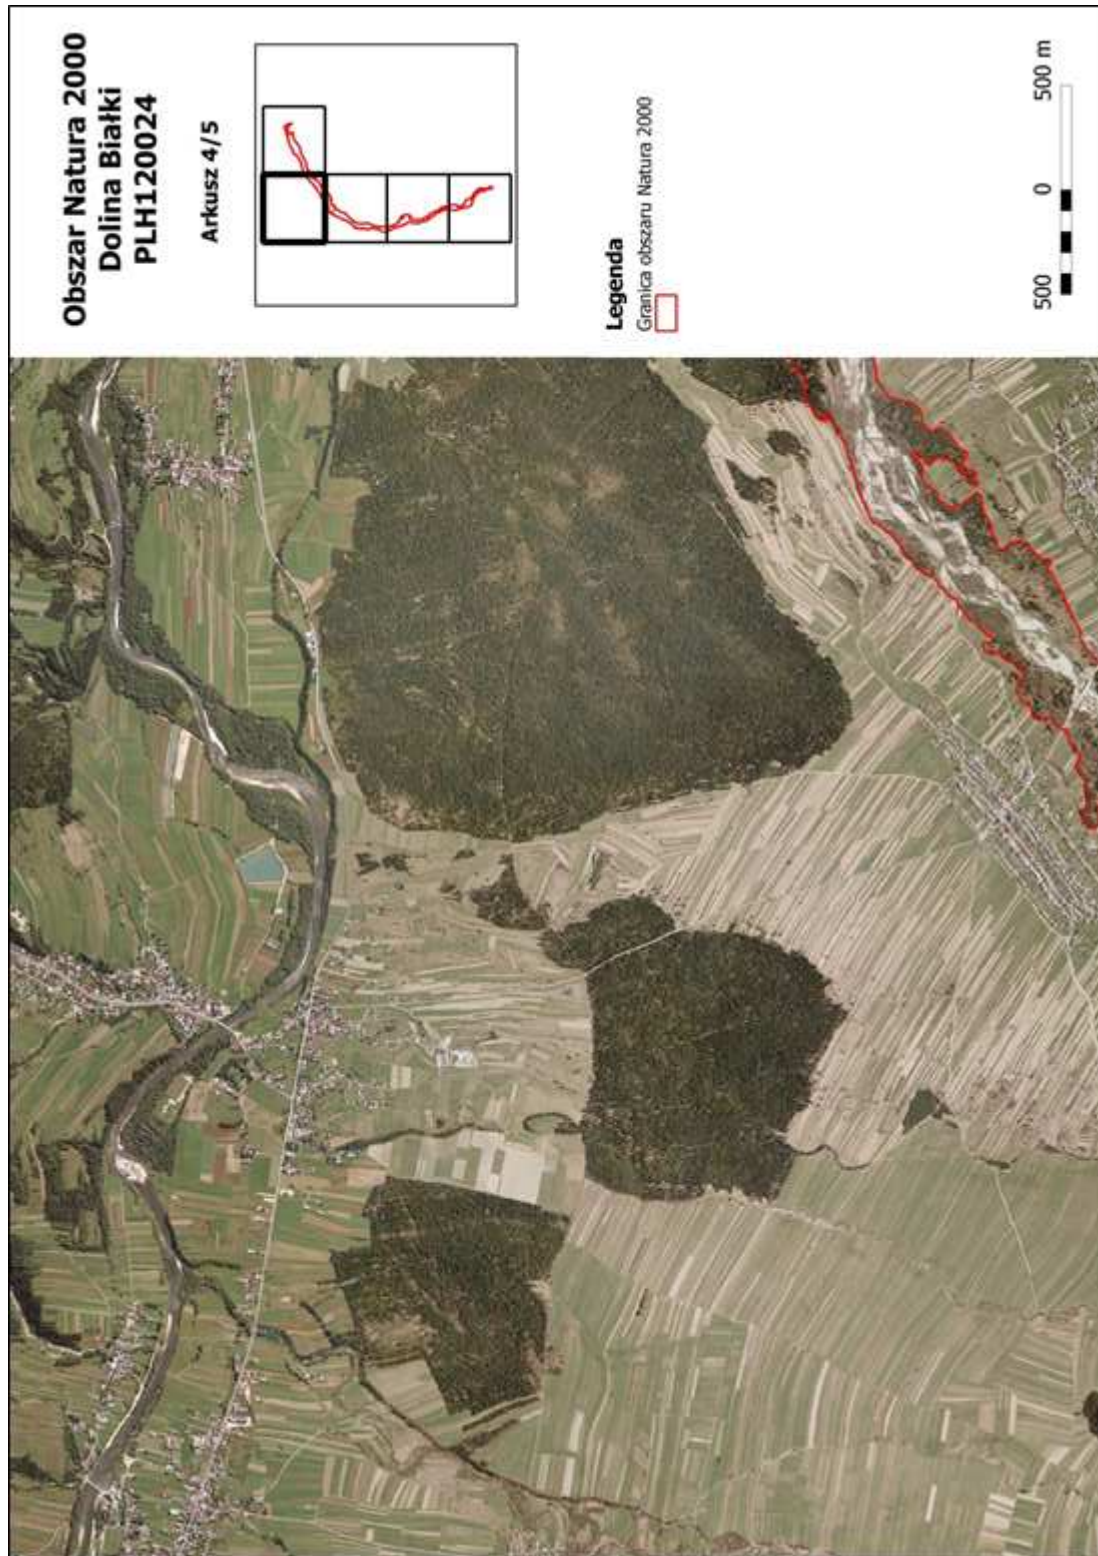 Obszar Natura 2000
Dolina Białki
PLH120024
Arkusz 4/5
Legenda
Granica obszaru Natura 2000
500 0 500 m